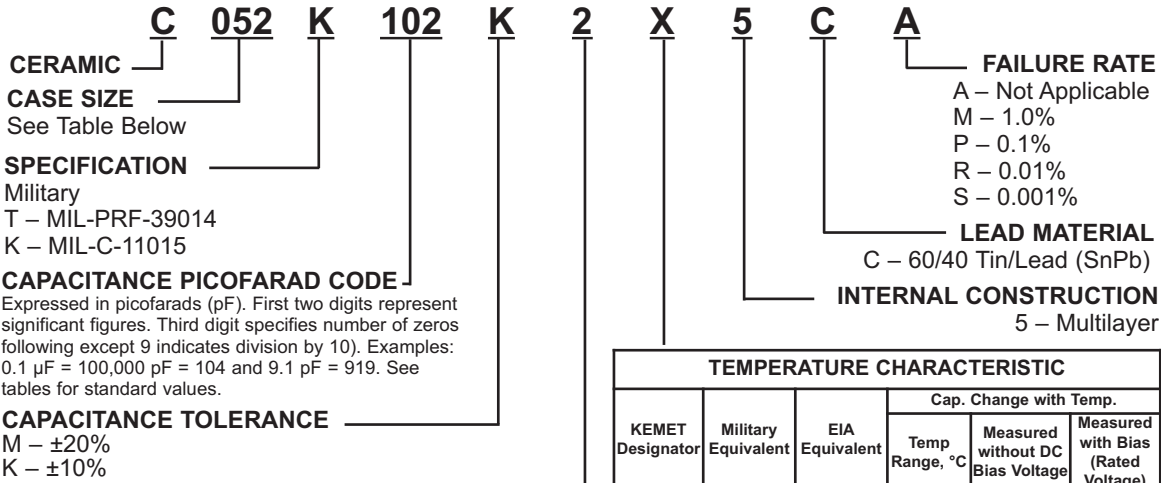 C 052 K 102 K 2 X 5 C A
CERAMIC
CASE SIZE
See Table Below
SPECIFICATION
Military
T – MIL-PRF-39014
K – MIL-C-11015
CAPACITANCE PICOFARAD CODE
Expressed in picofarads (pF). First two digits represent
significant figures. Third digit specifies number of zeros
following except 9 indicates division by 10). Examples:
0.1 µF = 100,000 pF = 104 and 9.1 pF = 919. See
tables for standard values.
CAPACITANCE TOLERANCE
M – ±20%
K – ±10%
FAILURE RATE
A – Not Applicable
M – 1.0%
P – 0.1%
R – 0.01%
S – 0.001%
LEAD MATERIAL
C – 60/40 Tin/Lead (SnPb)
INTERNAL CONSTRUCTION
5 – Multilayer
TEMPERATURE CHARACTERISTIC
Cap. Change with Temp.
KEMET
Designator
Military
Equivalent
EIA
Equivalent
Temp
Range, °C
Measured
without DC
Bias Voltage
Measured
with Bias
(Rated
Voltage)